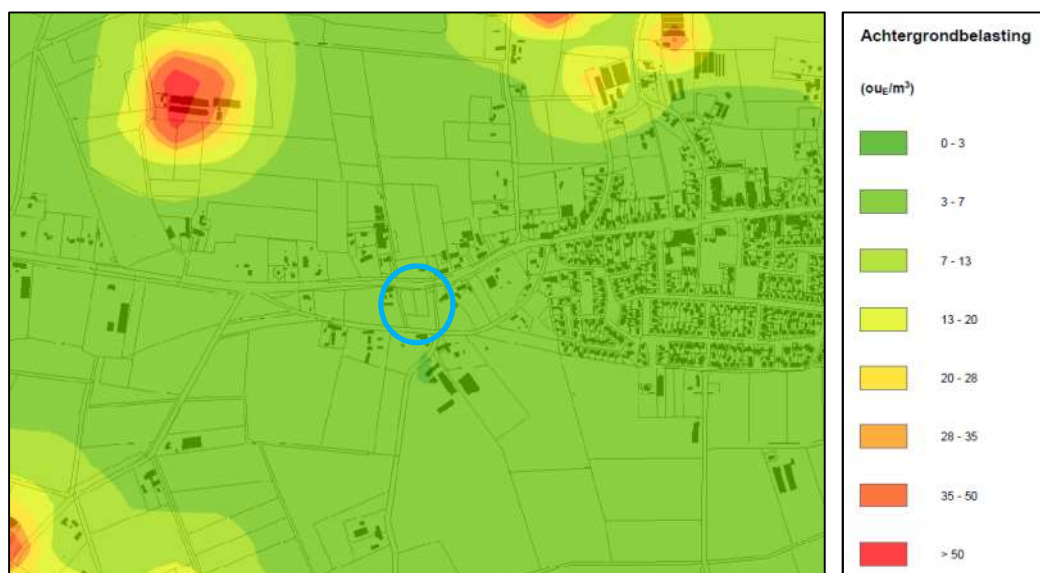 Achtergrondbelasting
(ouE/m³)
0 - 3
3 - 7
7 - 13
13 - 20
20 - 28
28 - 35
35 - 50
> 50